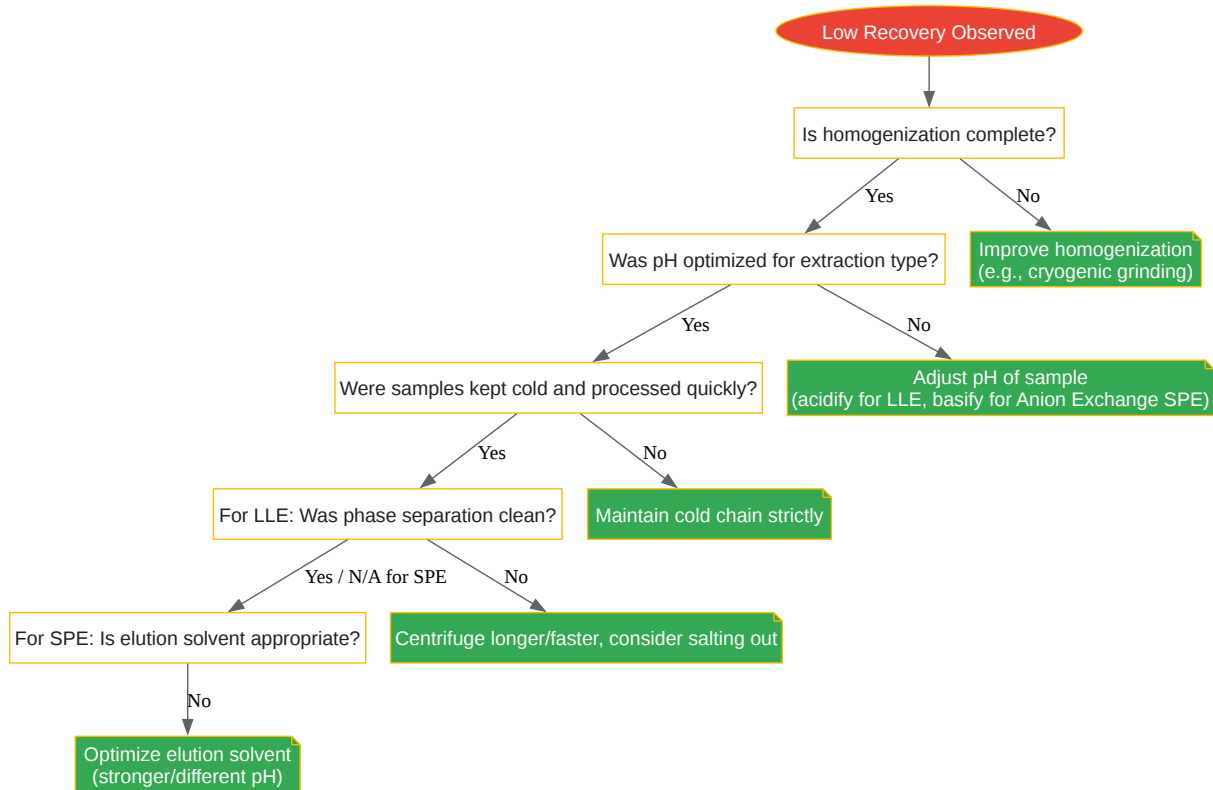 Low Recovery Observed
Is homogenization complete?
Yes
No
Improve homogenization
(e.g., cryogenic grinding)
Was pH optimized for extraction type?
Yes
No
Adjust pH of sample
(acidify for LLE, basify for Anion Exchange SPE)
Were samples kept cold and processed quickly?
Yes
No
Maintain cold chain strictly
For LLE: Was phase separation clean?
Yes / N/A for SPE
No
Centrifuge longer/faster, consider salting out
For SPE: Is elution solvent appropriate?
No
Optimize elution solvent
(stronger/different pH)